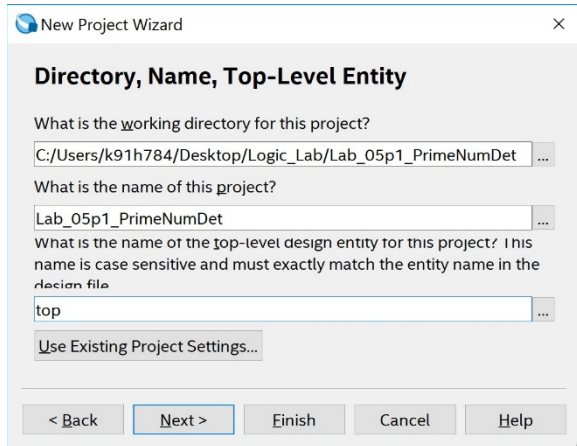 New Project Wizard
Directory, Name, Top-Level Entity
What is the working directory for this project?
C:/Users/k91h784/Desktop/Logic_Lab/Lab_05p1_PrimeNumDet
...
What is the name of this project?
Lab_05p1_PrimeNumDet
...
What is the name of the top-level design entity for this project? This
name is case sensitive and must exactly match the entity name in the
design file.
top
...
Use Existing Project Settings...
< Back
Next >
Finish
Cancel
Help